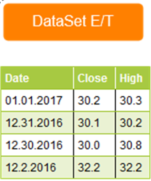 DataSet E/T
Date Close High
01.01.2017 30.2 30.3
12.31.2016 30.1 30.2
12.30.2016 30.0 30.8
12.2.2016 32.2 32.2